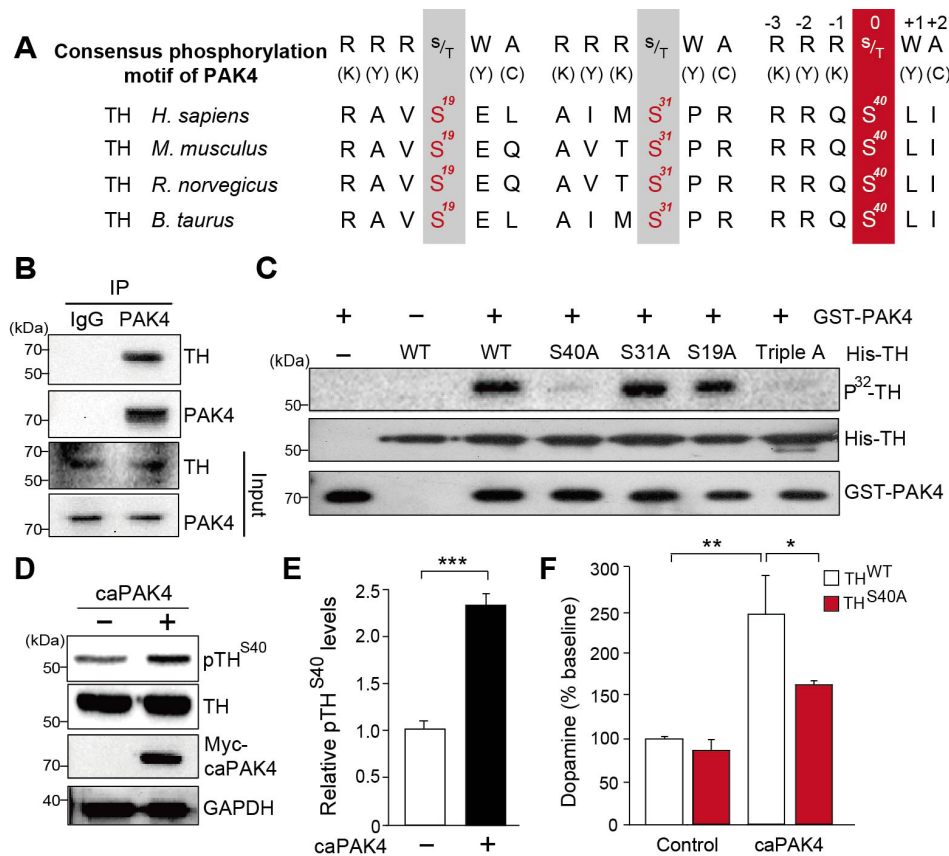 A
-3 -2 -1 0 +1 +2
Consensus phosphorylation motif of PAK4
R R R S/T W A R R R S/T W A R R R S/T W A
(K) (Y) (K) (Y) (C) (K) (Y) (K) (Y) (C) (K) (Y) (K) (Y) (C)
TH H. sapiens R A V S19 E L A I M S31 P R R R Q S40 L I
TH M. musculus R A V S19 E Q A V T S31 P R R R Q S40 L I
TH R. norvegicus R A V S19 E Q A V T S31 P R R R Q S40 L I
TH B. taurus R A V S19 E L A I M S31 P R R R Q S40 L I
B
IP
(kDa) IgG PAK4
70
50
TH
70
PAK4
70
50
TH
70
PAK4
Input
C
+ − + + + + + GST-PAK4
(kDa) − WT WT S40A S31A S19A Triple A His-TH
50
P32-TH
50
His-TH
70
GST-PAK4
D
caPAK4
(kDa) − +
50
pTHS40
50
TH
70
Myc-caPAK4
40
GAPDH
E
***
Relative pTHS40 levels
2.5
2.0
1.5
1.0
0.5
0
caPAK4 − +
F
** *
THWT
THS40A
Dopamine (% baseline)
300
250
200
150
100
50
0
Control caPAK4